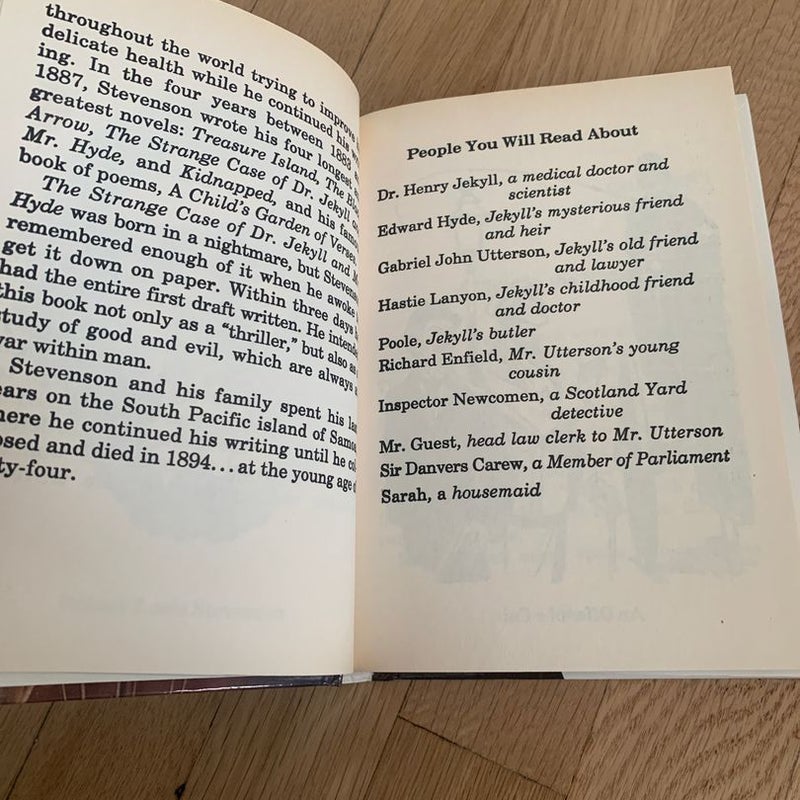 throughout the world trying to improve
delicate health while he continued his
ing. In the four years between 1883
1887, Stevenson wrote his four longest
greatest novels: Treasure Island, The
Arrow, The Strange Case of Dr. Jekyll
Mr. Hyde, and Kidnapped, and his
book of poems, A Child's Garden of Verses.
The Strange Case of Dr. Jekyll and
Hyde was born in a nightmare, but
remembered enough of it when he awoke
get it down on paper. Within three days
had the entire first draft written. He
this book not only as a "thriller," but also
study of good and evil, which are always
war within man.
Stevenson and his family spent his
ears on the South Pacific island of
here he continued his writing until he
osed and died in 1894...at the young age
ty-four.
People You Will Read About
Dr. Henry Jekyll, a medical doctor and
scientist
Edward Hyde, Jekyll's mysterious friend
and heir
Gabriel John Utterson, Jekyll's old friend
and lawyer
Hastie Lanyon, Jekyll's childhood friend
and doctor
Poole, Jekyll's butler
Richard Enfield, Mr. Utterson's young
cousin
Inspector Newcomen, a Scotland Yard
detective
Mr. Guest, head law clerk to Mr. Utterson
Sir Danvers Carew, a Member of Parliament
Sarah, a housemaid